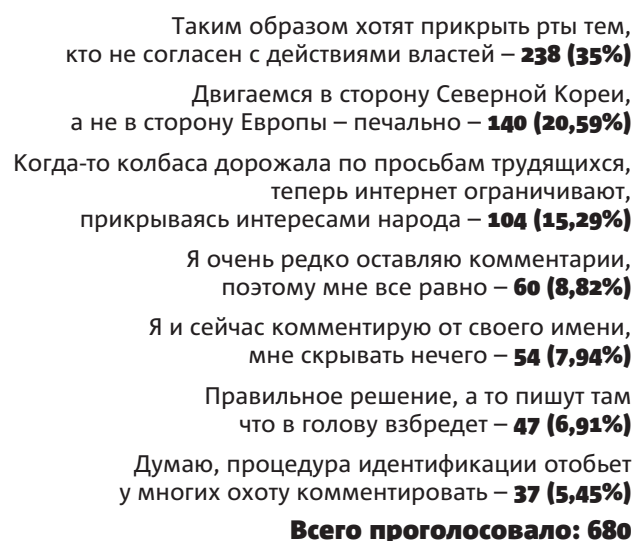 Таким образом хотят прикрыть рты тем,
кто не согласен с действиями властей – 238 (35%)
Двигаемся в сторону Северной Кореи,
а не в сторону Европы – печально – 140 (20,59%)
Когда-то колбаса дорожала по просьбам трудящихся,
теперь интернет ограничивают,
прикрываясь интересами народа – 104 (15,29%)
Я очень редко оставляю комментарии,
поэтому мне все равно – 60 (8,82%)
Я и сейчас комментирую от своего имени,
мне скрывать нечего – 54 (7,94%)
Правильное решение, а то пишут там
что в голову взбредет – 47 (6,91%)
Думаю, процедура идентификации отобьет
у многих охоту комментировать – 37 (5,45%)
Всего проголосовало: 680